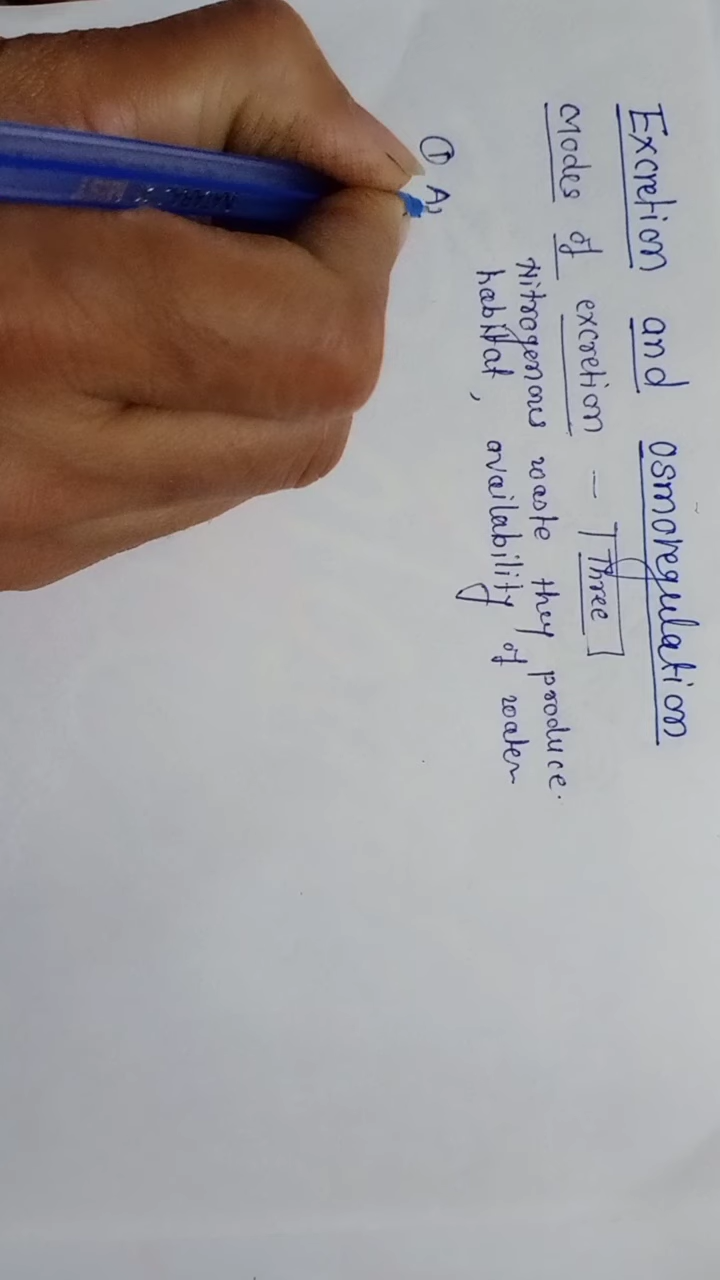 Excretion and osmoregulation
Modes of excretion - Three
Nitrogenous waste they produce.
habitat, availability of water
① A